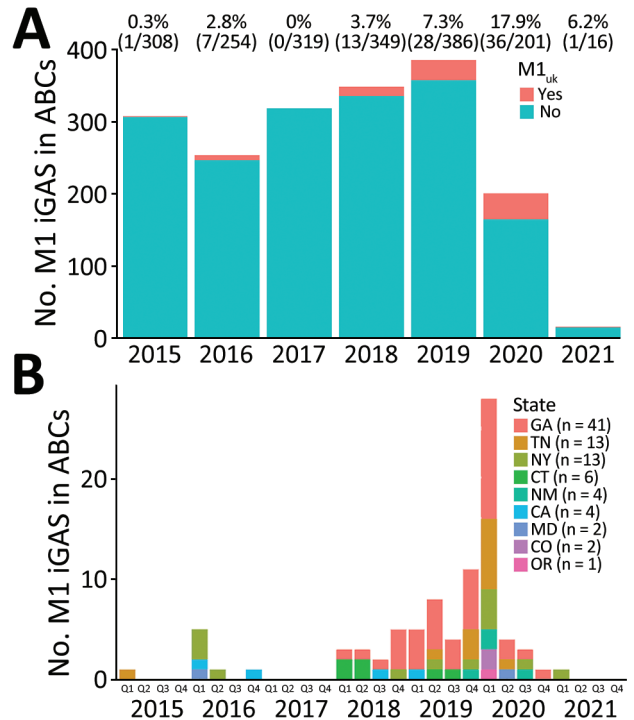 A
0.3% 2.8% 0% 3.7% 7.3% 17.9% 6.2%
(1/308) (7/254) (0/319) (13/349) (28/386) (36/201) (1/16)
No. M1 iGAS in ABCs
400
300
200
100
0
M1uk
Yes
No
2015 2016 2017 2018 2019 2020 2021
B
No. M1 iGAS in ABCs
20
10
0
State
GA (n = 41)
TN (n = 13)
NY (n =13)
CT (n = 6)
NM (n = 4)
CA (n = 4)
MD (n = 2)
CO (n = 2)
OR (n = 1)
Q1 Q2 Q3 Q4 Q1 Q2 Q3 Q4 Q1 Q2 Q3 Q4 Q1 Q2 Q3 Q4 Q1 Q2 Q3 Q4 Q1 Q2 Q3 Q4 Q1 Q2 Q3 Q4
2015 2016 2017 2018 2019 2020 2021